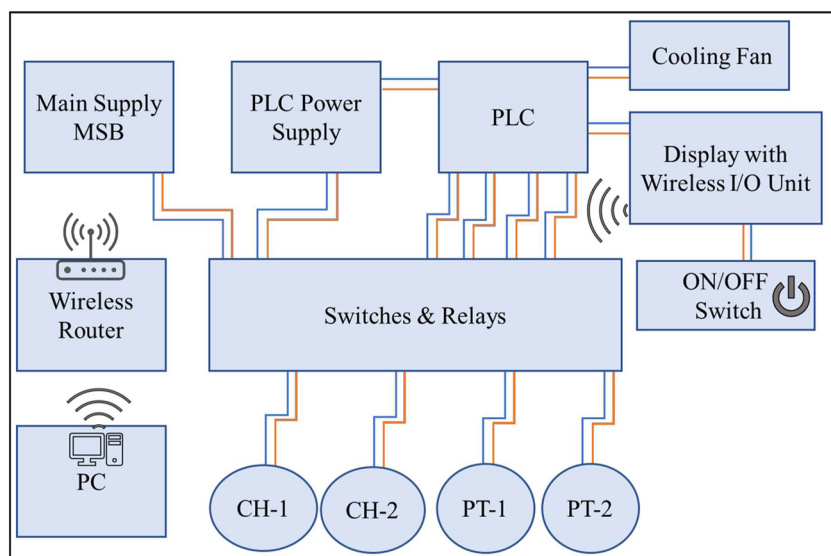 Main Supply
MSB
PLC Power
Supply
PLC
Cooling Fan
Display with
Wireless I/O Unit
Wireless
Router
Switches & Relays
ON/OFF
Switch
PC
CH-1
CH-2
PT-1
PT-2